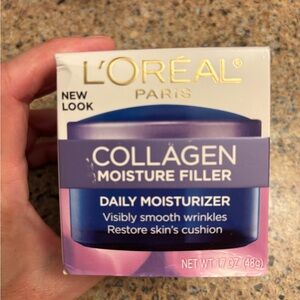 L'ORÉAL®
PARIS
NEW
LOOK
COLLAGEN
MOISTURE FILLER
DAILY MOISTURIZER
Visibly smooth wrinkles
Restore skin's cushion
NET WT. 1.7 OZ (48g)